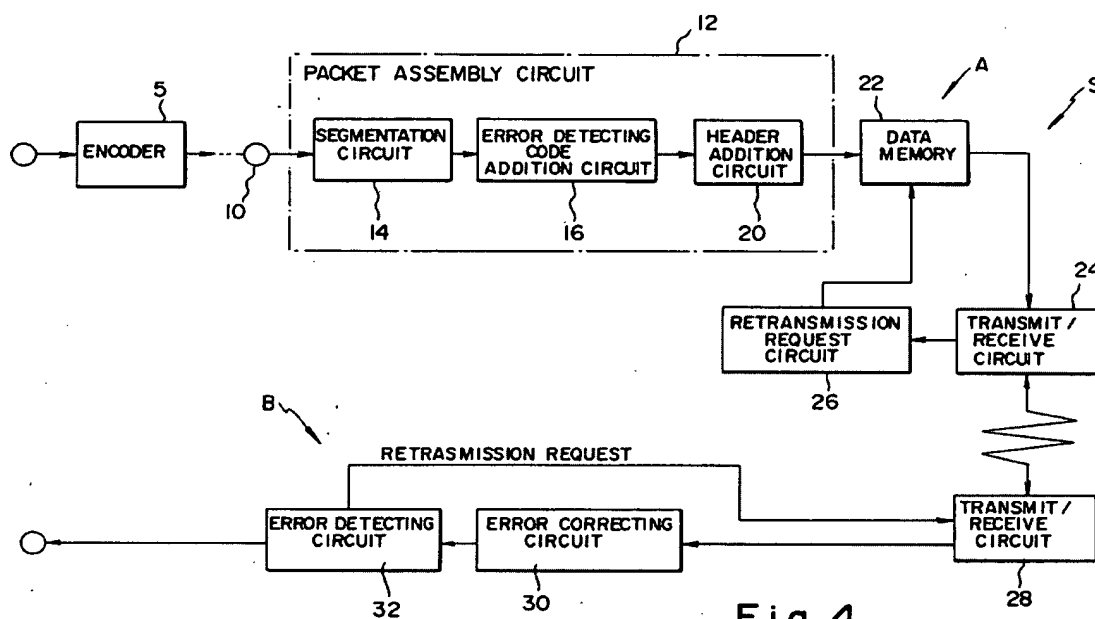 12
PACKET ASSEMBLY CIRCUIT
A
S
5
22
ENCODER
SEGMENTATION
CIRCUIT
ERROR DETECTING
CODE
ADDITION CIRCUIT
HEADER
ADDITION
CIRCUIT
DATA
MEMORY
10
14
16
20
24
RETRANSMISSION
REQUEST
CIRCUIT
TRANSMIT/
RECEIVE
CIRCUIT
26
B
RETRASMISSION REQUEST
ERROR DETECTING
CIRCUIT
ERROR CORRECTING
CIRCUIT
TRANSMIT/
RECEIVE
CIRCUIT
32
30
28
Fig. 4